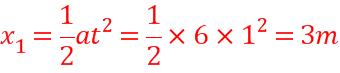 x₁ = 1/2 at² = 1/2 × 6 × 1² = 3m